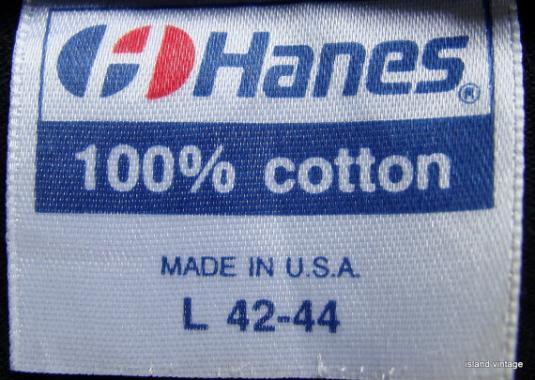 Hanes®
100% cotton
MADE IN U.S.A.
L 42-44
island vintage